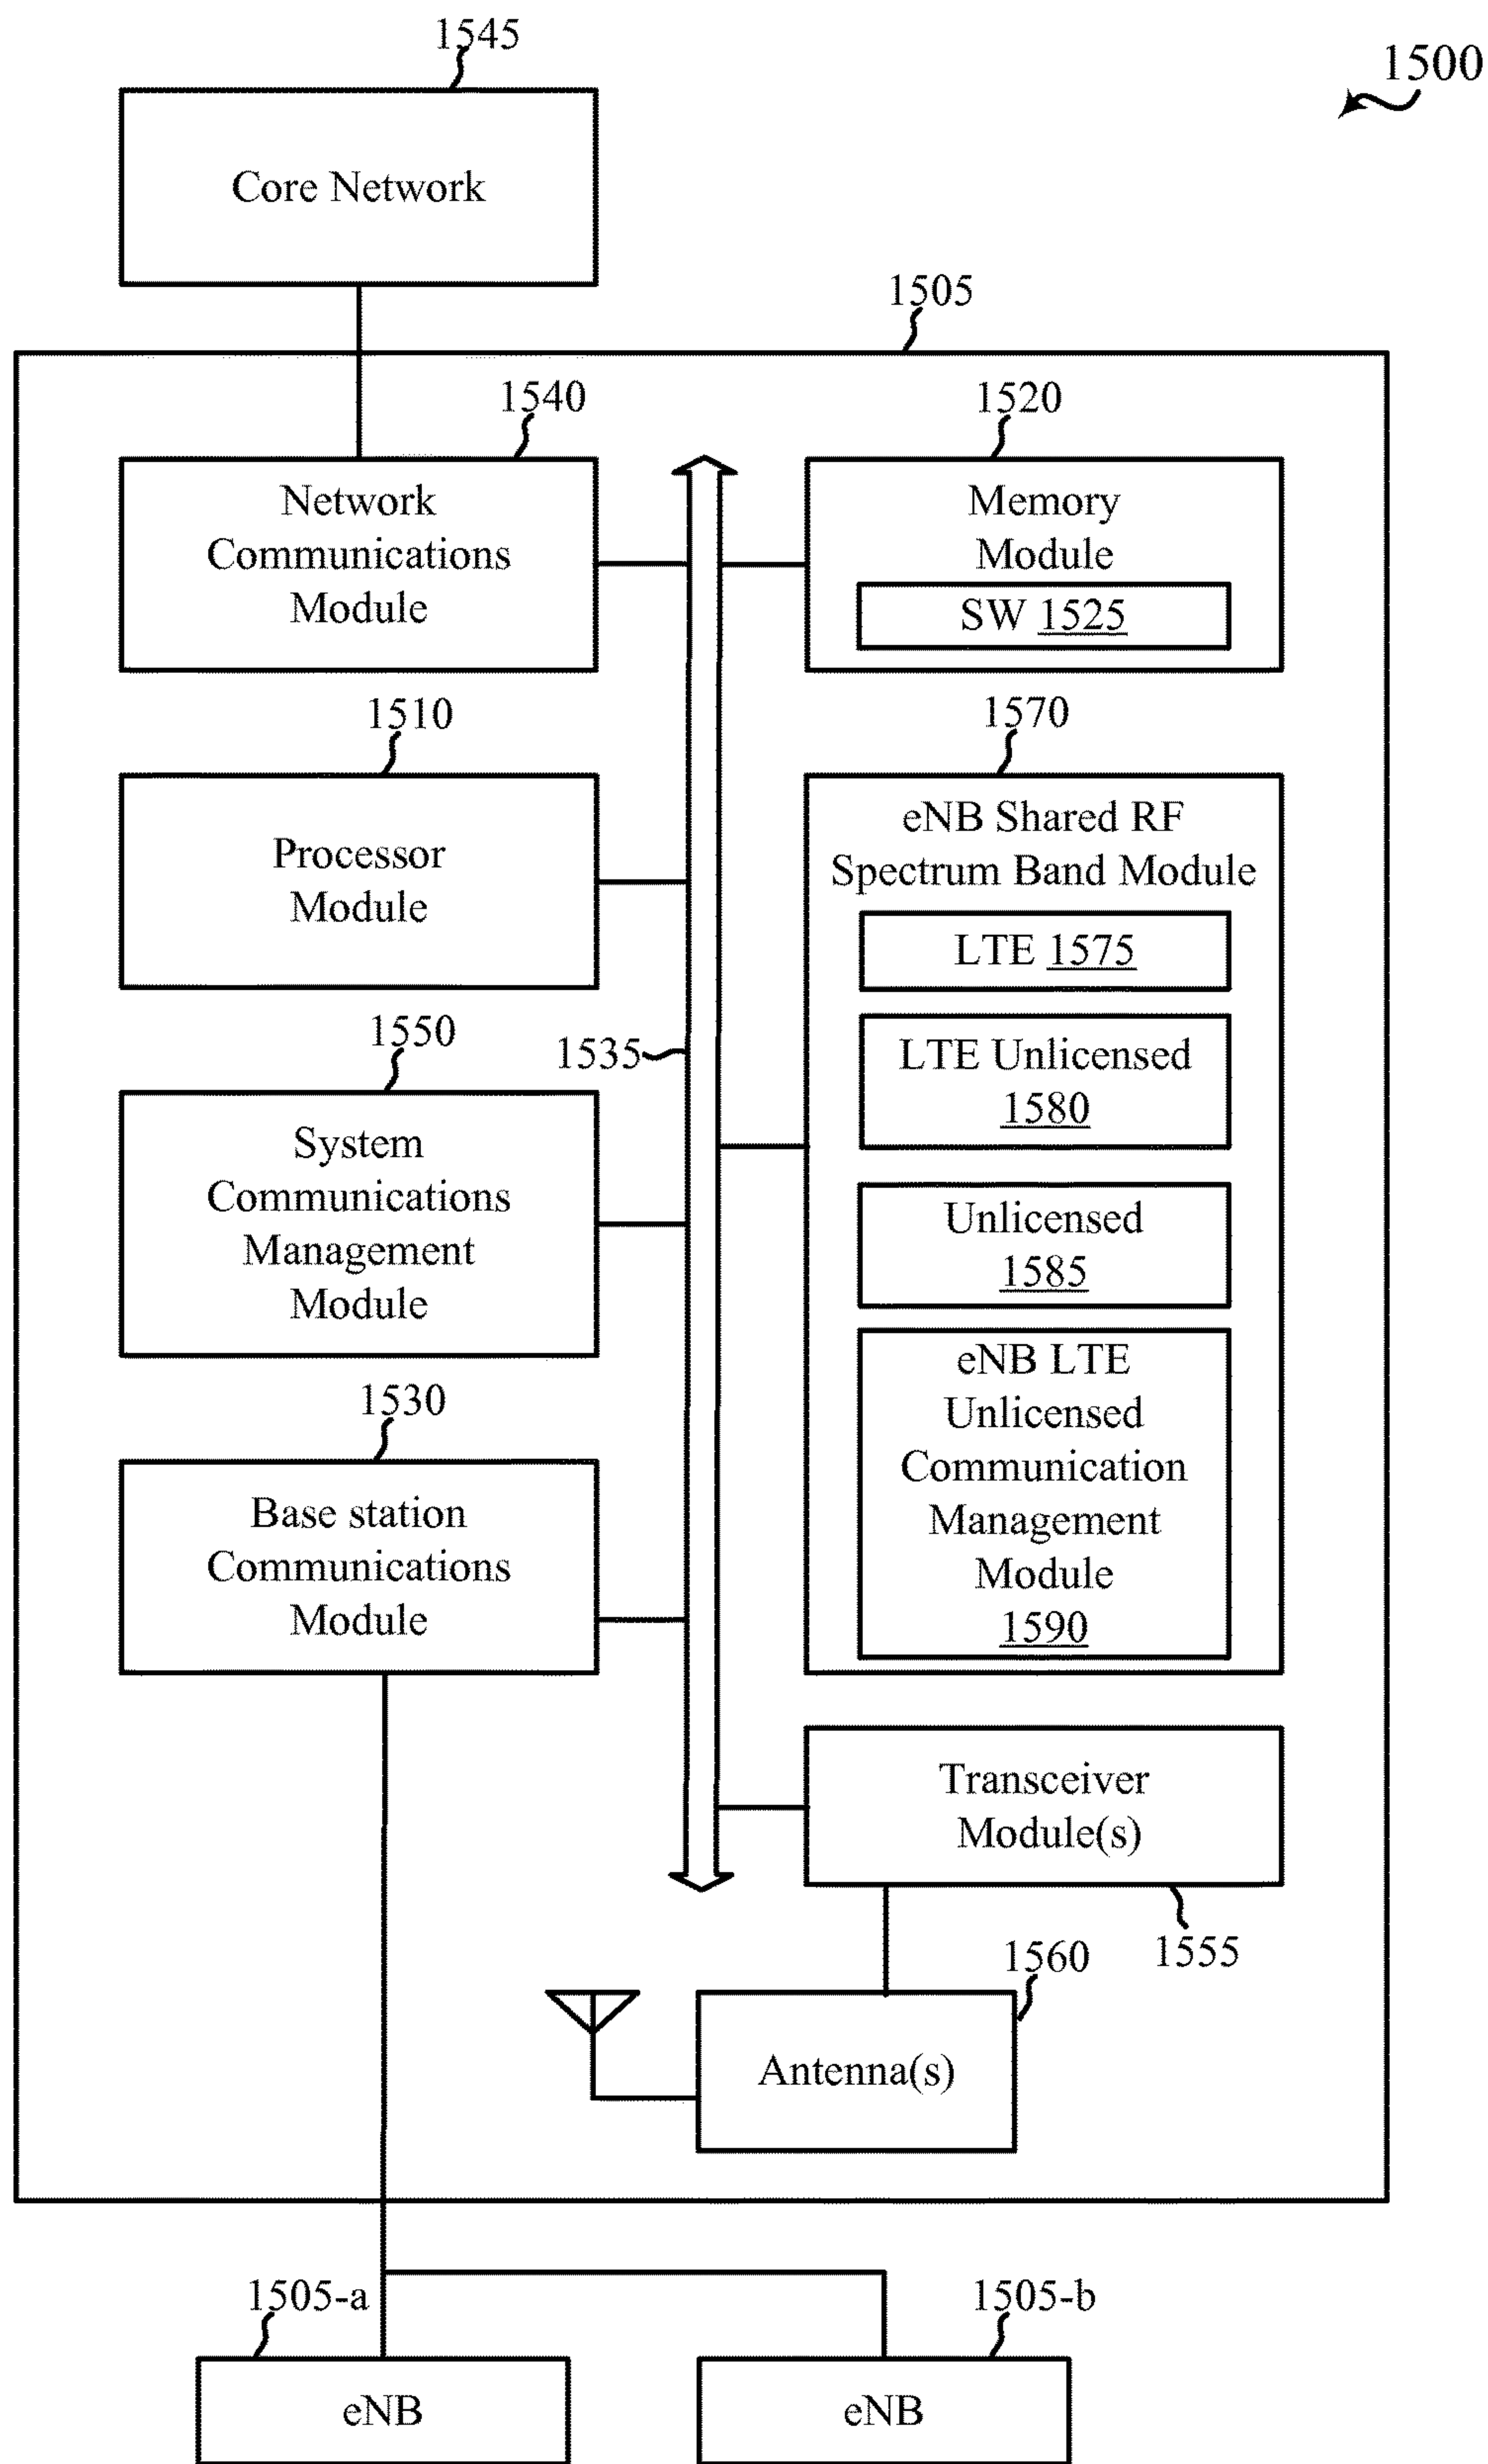 1545
1500
Core Network
1505
1540
1520
Network
Communications
Module
Memory
Module
SW 1525
1510
1570
Processor
Module
eNB Shared RF
Spectrum Band Module
LTE 1575
1550
1535
LTE Unlicensed
1580
System
Communications
Management
Module
Unlicensed
1585
1530
eNB LTE
Unlicensed
Communication
Management
Module
1590
Base station
Communications
Module
Transceiver
Module(s)
1555
1560
Antenna(s)
1505-a
1505-b
eNB
eNB